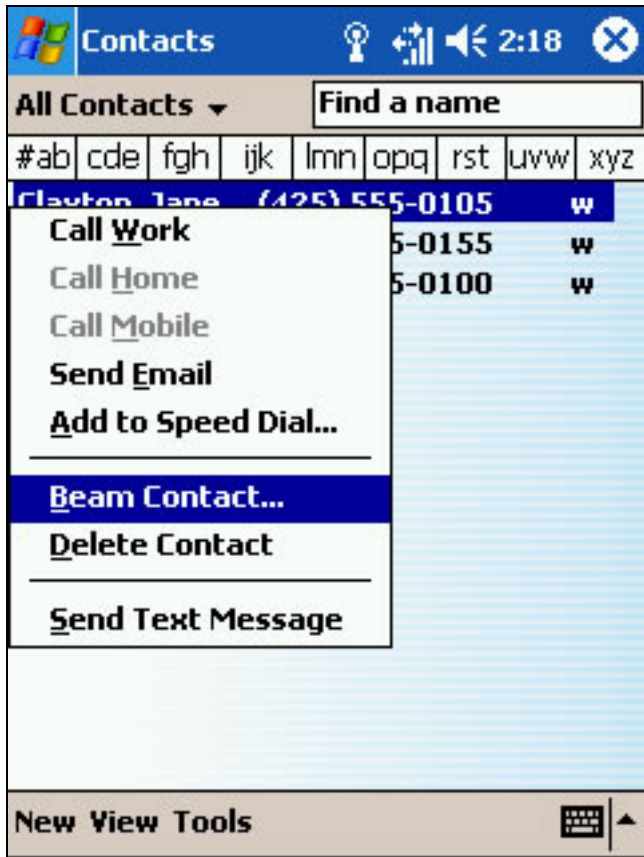 Contacts 2:18
All Contacts Find a name
#ab cde fgh ijk lmn opq rst uvw xyz
Clayton Jane (425) 555-0105 w
Call Work 5-0155 w
Call Home 5-0100 w
Call Mobile
Send Email
Add to Speed Dial...
Beam Contact...
Delete Contact
Send Text Message
New View Tools